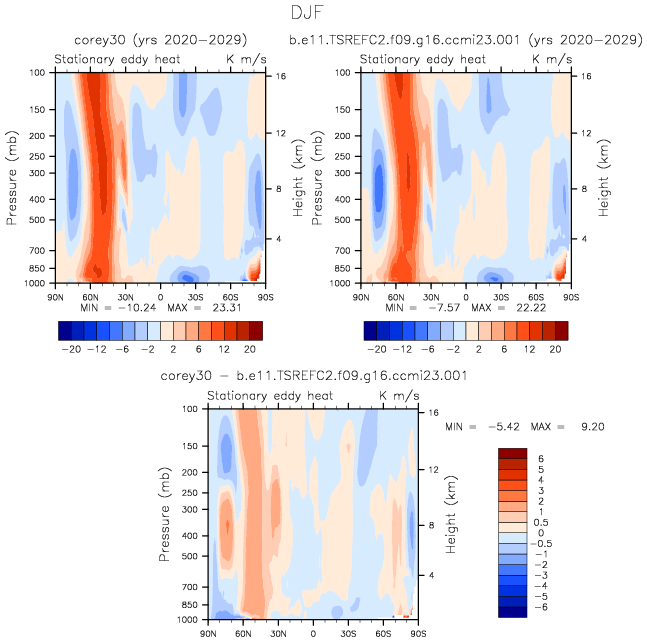 DJF
corey30 (yrs 2020-2029)
Stationary eddy heat K m/s
Pressure (mb)
100
150
200
250
300
400
500
700
850
1000
16
12
8
4
Height (km)
90N 60N 30N 0 30S 60S 90S
MIN = -10.24 MAX = 23.31
-20 -12 -6 -2 2 6 12 20
b.e11.TSREFC2.f09.g16.ccmi23.001 (yrs 2020-2029)
Stationary eddy heat K m/s
Pressure (mb)
100
150
200
250
300
400
500
700
850
1000
16
12
8
4
Height (km)
90N 60N 30N 0 30S 60S 90S
MIN = -7.57 MAX = 22.22
-20 -12 -6 -2 2 6 12 20
corey30 - b.e11.TSREFC2.f09.g16.ccmi23.001
Stationary eddy heat K m/s
Pressure (mb)
100
150
200
250
300
400
500
700
850
1000
16
12
8
4
Height (km)
90N 60N 30N 0 30S 60S 90S
MIN = -5.42 MAX = 9.20
6
5
4
3
2
1
0.5
0
-0.5
-1
-2
-3
-4
-5
-6